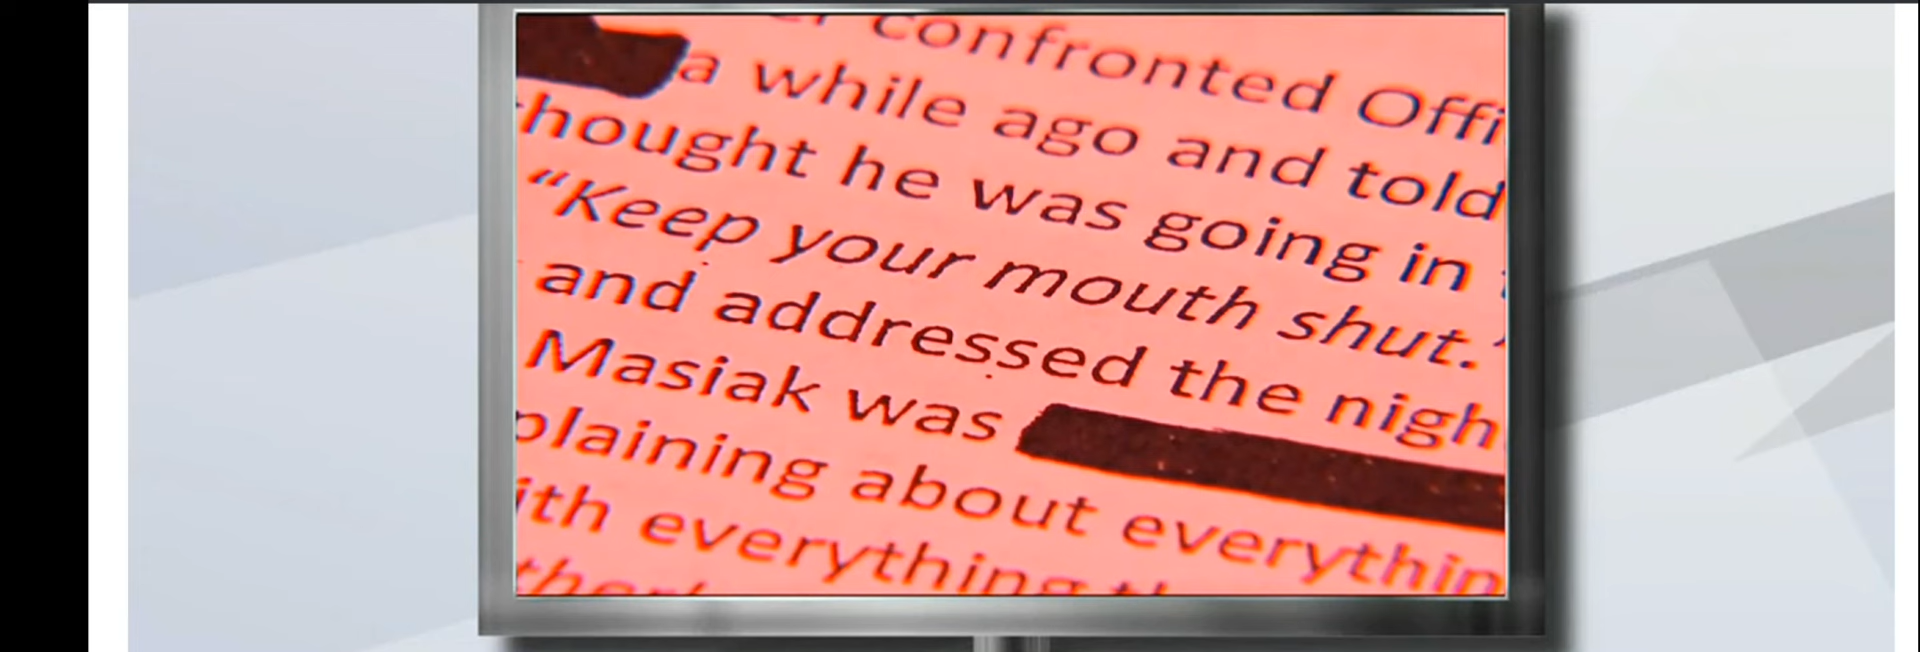 confronted Offi
a while ago and told
hought he was going in
“Keep your mouth shut.”
and addressed the nigh
Masiak was
plaining about everythin
ith everything th